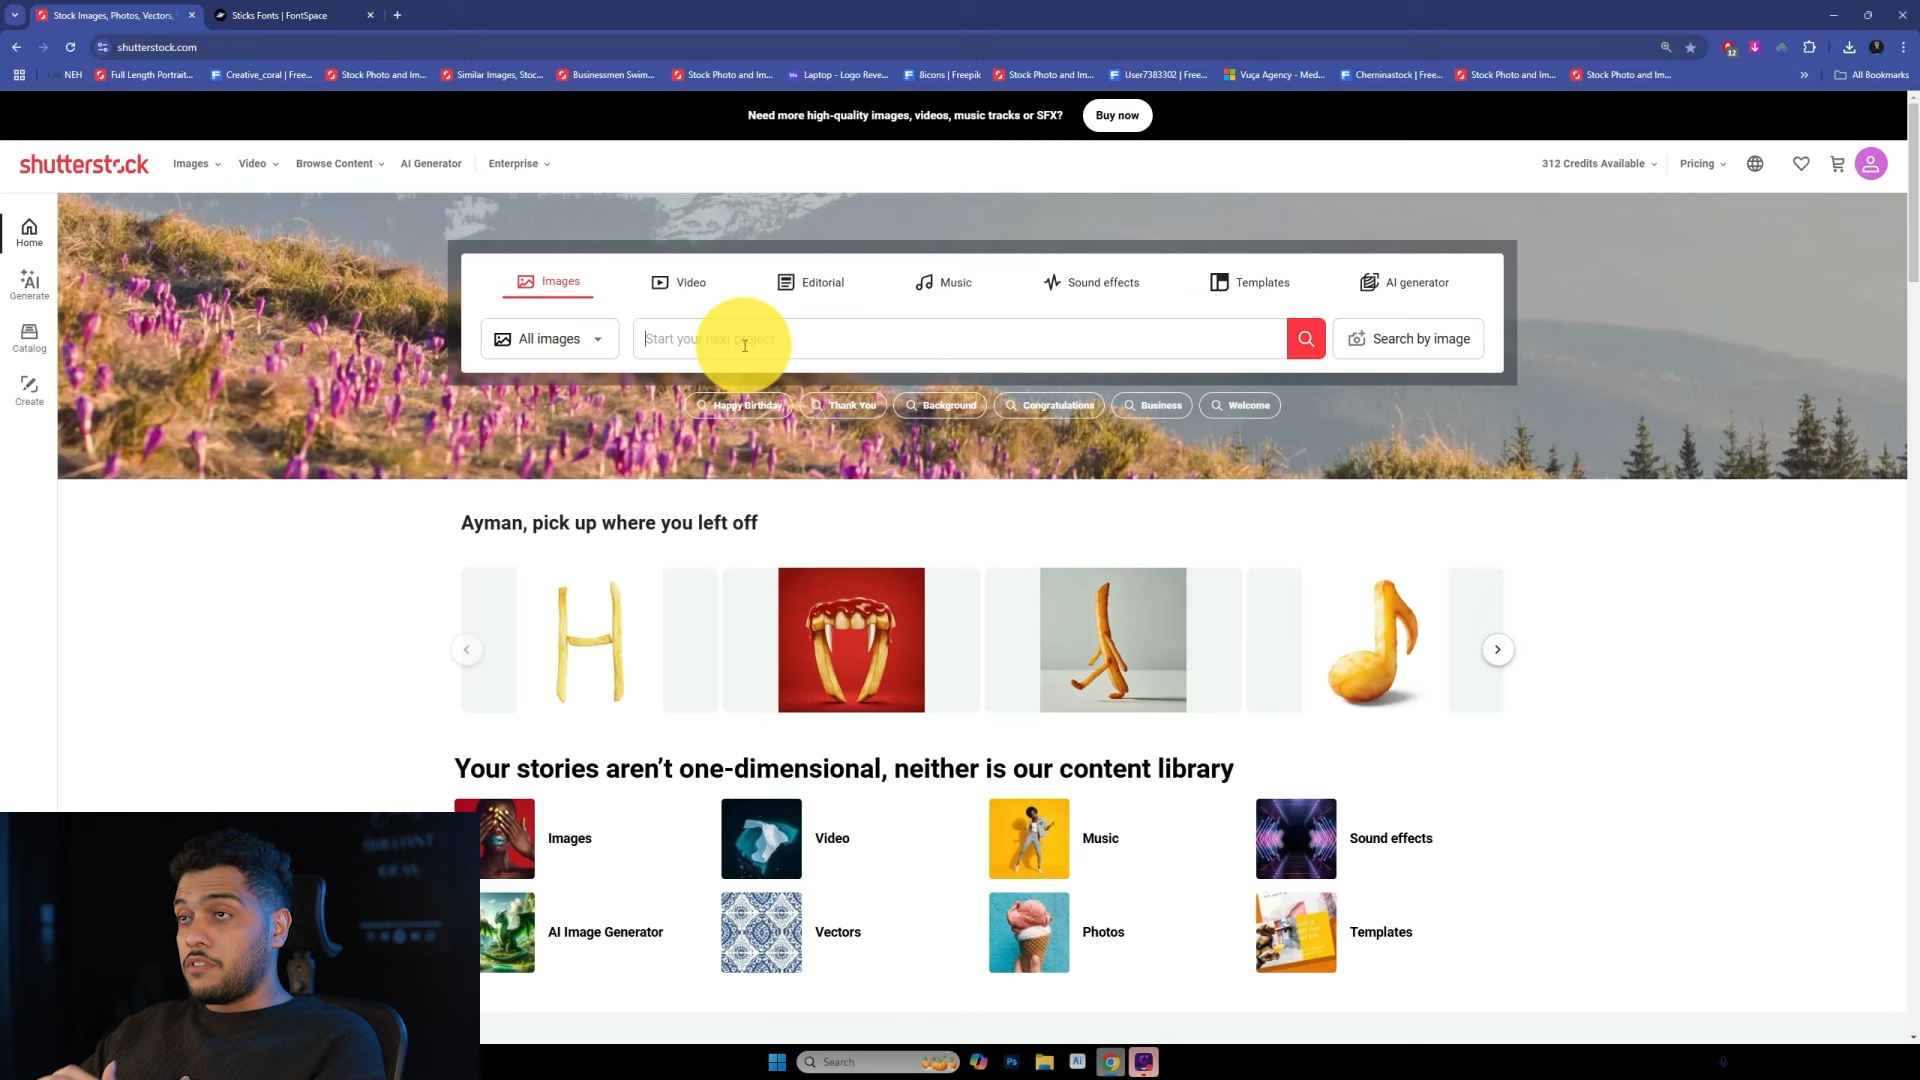 Stock Images, Photos, Vectors,
Sticks Fonts | FontSpace
shutterstock.com
NEH
Full Length Portrait...
Creative_coral | Free...
Stock Photo and Im...
Similar Images, Stoc...
Businessmen Swim...
Stock Photo and Im...
Laptop - Logo Reve...
8icons | Freepik
Stock Photo and Im...
User7383302 | Free...
Vuça Agency - Med...
Cherninastock | Free...
Stock Photo and Im...
Stock Photo and Im...
All Bookmarks
Need more high-quality images, videos, music tracks or SFX?
Buy now
shutterstock
Images
Video
Browse Content
AI Generator
Enterprise
312 Credits Available
Pricing
Home
AI
Generate
Catalog
Create
Images
Video
Editorial
Music
Sound effects
Templates
AI generator
All images
Start your next project
Search by image
Happy Birthday
Thank You
Background
Congratulations
Business
Welcome
Ayman, pick up where you left off
Your stories aren't one-dimensional, neither is our content library
Images
Video
Music
Sound effects
AI Image Generator
Vectors
Photos
Templates
Search
Ps
Ai